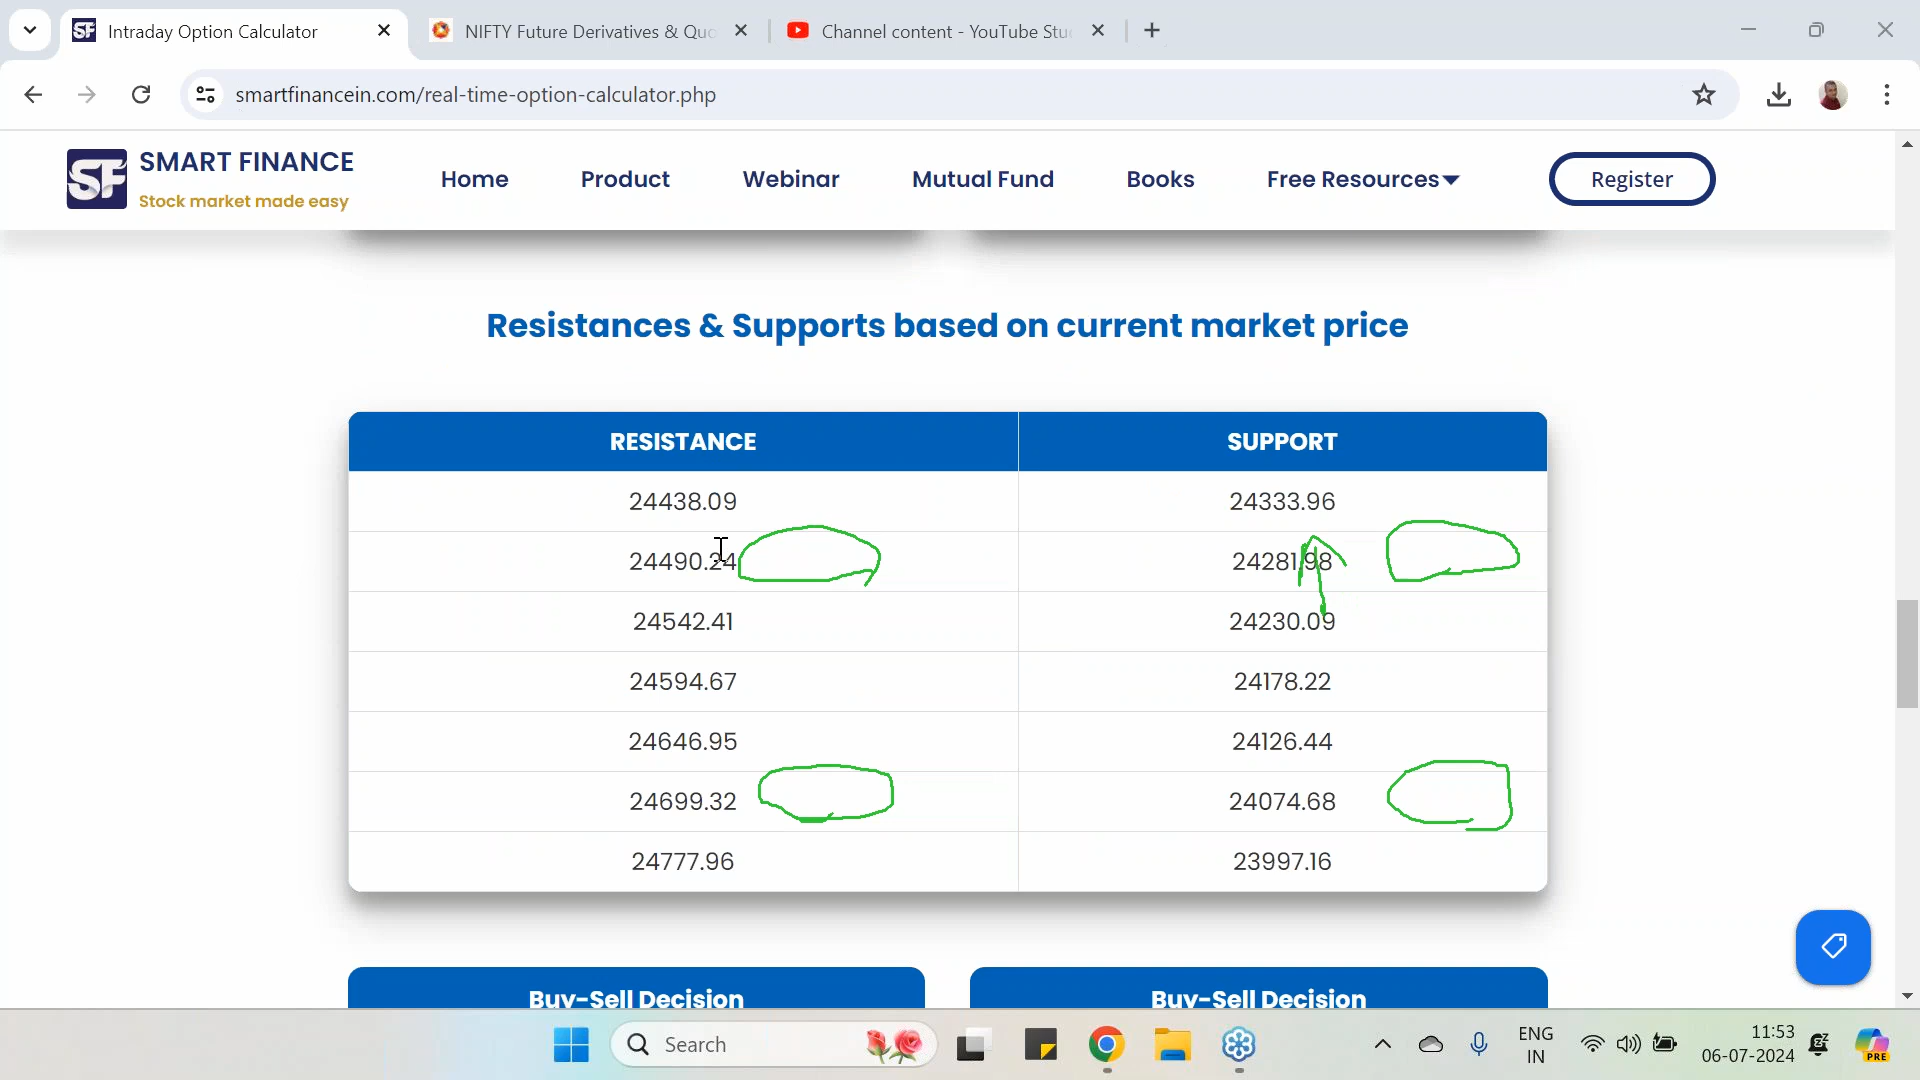 Intraday Option Calculator
NIFTY Future Derivatives & Quo
Channel content - YouTube Stu
smartfinancein.com/real-time-option-calculator.php
SF
SMART FINANCE
Stock market made easy
Home
Product
Webinar
Mutual Fund
Books
Free Resources
Register
Resistances & Supports based on current market price
RESISTANCE SUPPORT
24438.09 24333.96
24490.24 24281.98
24542.41 24230.09
24594.67 24178.22
24646.95 24126.44
24699.32 24074.68
24777.96 23997.16
Buy-Sell Decision Buy-Sell Decision
Search
ENG
IN
11:53
06-07-2024
PRE